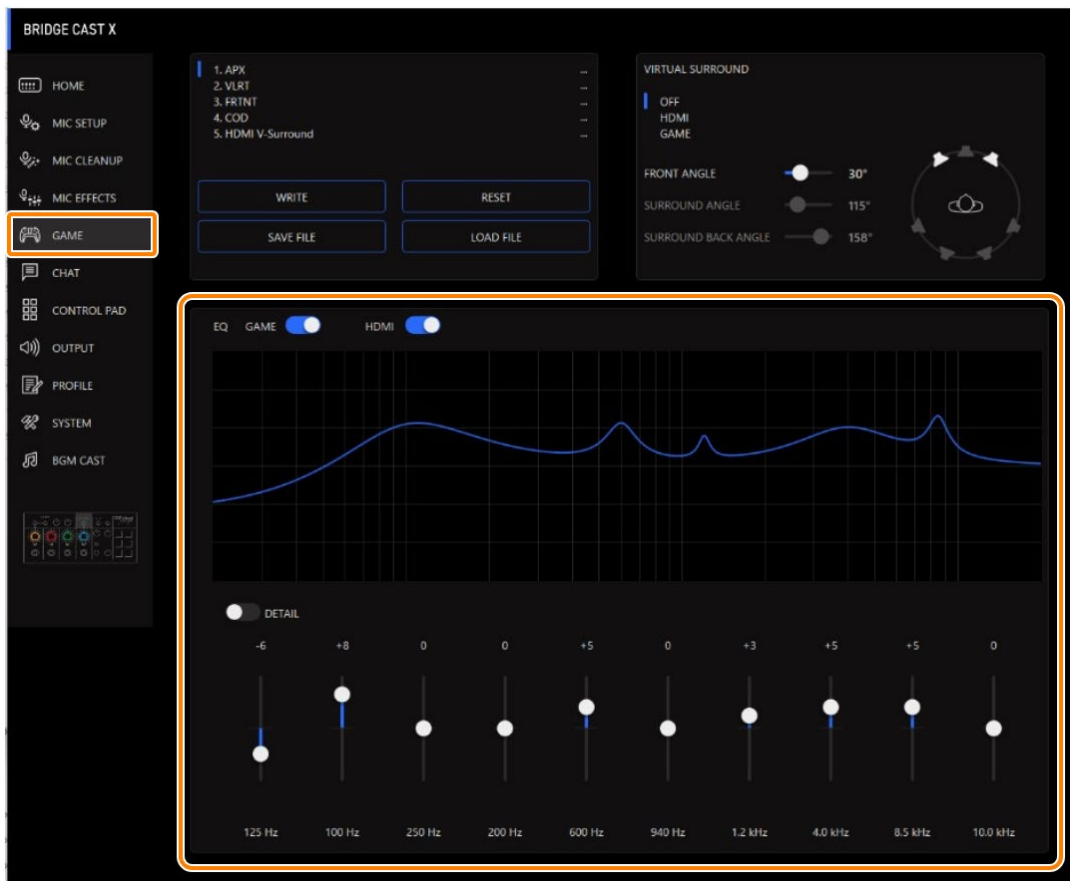 BRIDGE CAST X
HOME
MIC SETUP
MIC CLEANUP
MIC EFFECTS
GAME
CHAT
CONTROL PAD
OUTPUT
PROFILE
SYSTEM
BGM CAST
1. APX ...
2. VLRT ...
3. FRTNT ...
4. COD ...
5. HDMI V-Surround ...
WRITE RESET
SAVE FILE LOAD FILE
VIRTUAL SURROUND
OFF
HDMI
GAME
FRONT ANGLE 30°
SURROUND ANGLE 115°
SURROUND BACK ANGLE 158°
EQ GAME HDMI
DETAIL
-6 +8 0 0 +5 0 +3 +5 +5 0
125 Hz 100 Hz 250 Hz 200 Hz 600 Hz 940 Hz 1.2 kHz 4.0 kHz 8.5 kHz 10.0 kHz